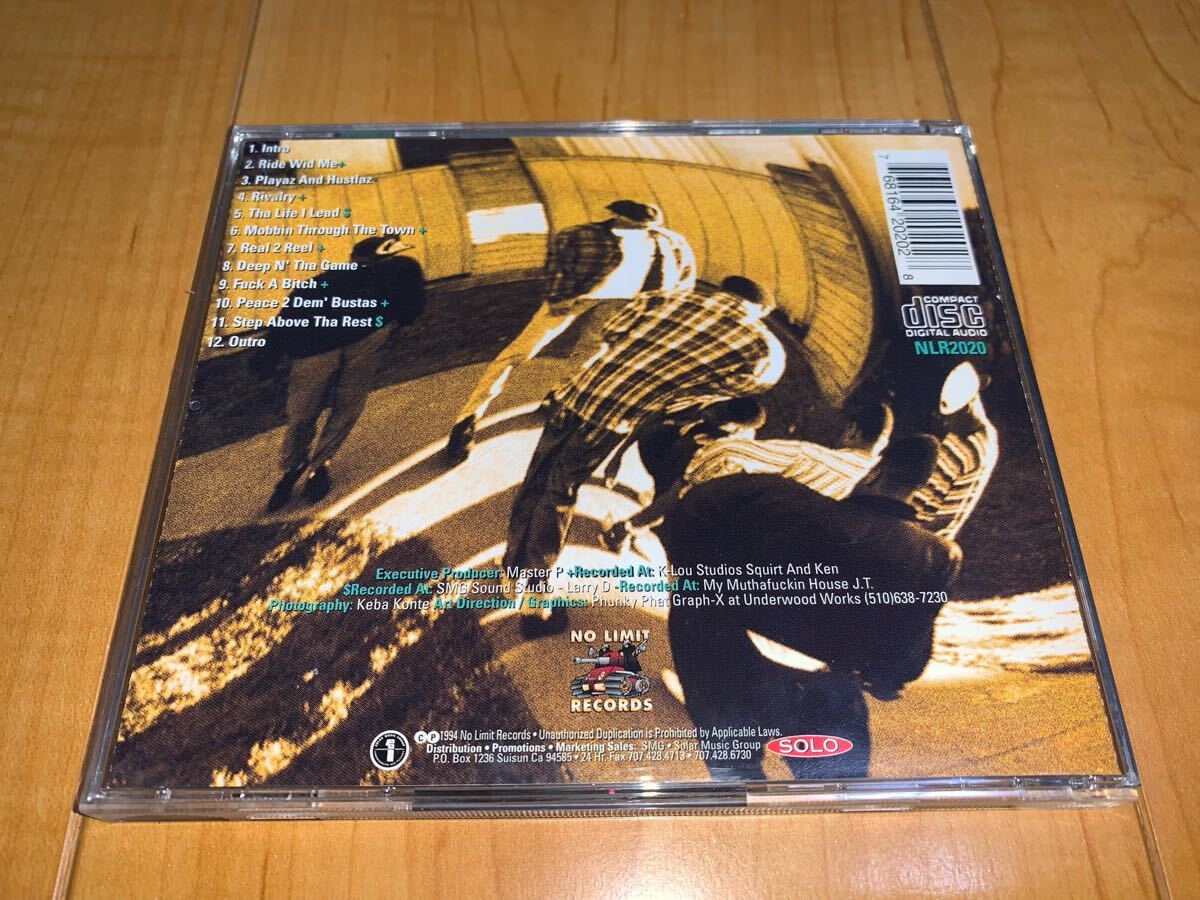 1. Intro
2. Ride Wid Me+
3. Playaz And Hustlaz-
4. Rivalry +
5. Tha Life I Lead $
6. Mobbin Through The Town +
7. Real 2 Reel +
8. Deep N' Tha Game -
9. Fuck A Bitch +
10. Peace 2 Dem' Bustas +
11. Step Above Tha Rest $
12. Outro
7 68164 20202 8
COMPACT
disc
DIGITAL AUDIO
NLR2020
Executive Producer: Master P +Recorded At: K-Lou Studios Squirt And Ken
$Recorded At: SMG Sound Studio - Larry D -Recorded At: My Muthafuckin House J.T.
Photography: Keba Konte Art Direction / Graphics: Phunky Phat Graph-X at Underwood Works (510)638-7230
NO LIMIT
RECORDS
C P 1994 No Limit Records • Unauthorized Duplication is Prohibited by Applicable Laws.
Distribution • Promotions • Marketing Sales: SMG • Solar Music Group
P.O. Box 1236 Suisun Ca 94585 • 24 Hr. Fax 707.428.4713 • 707.428.6730
SOLO